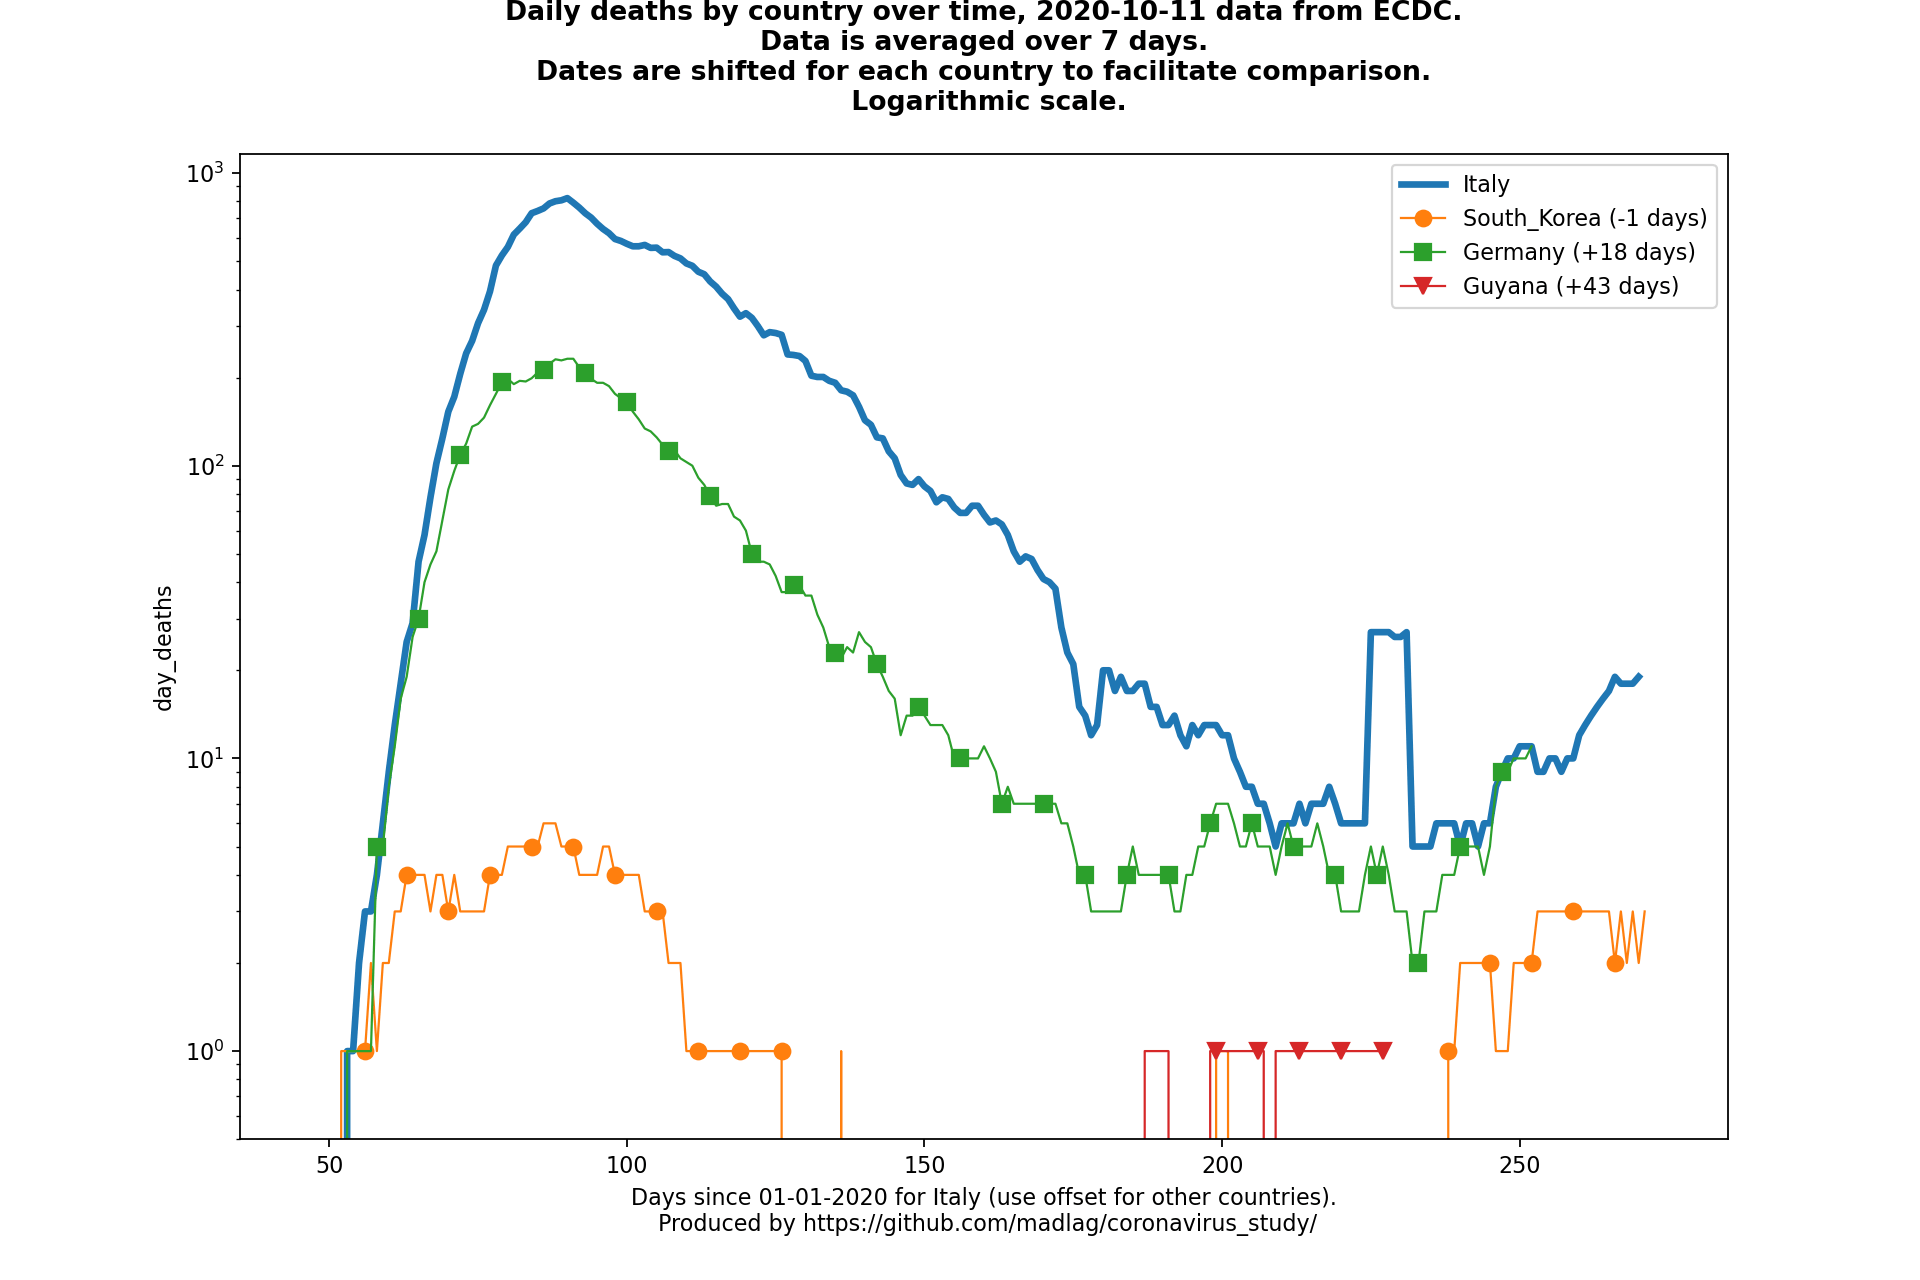 Daily deaths by country over time, 2020-10-11 data from ECDC.
Data is averaged over 7 days.
Dates are shifted for each country to facilitate comparison.
Logarithmic scale.
10³
10²
10¹
10⁰
day_deaths
Italy
South_Korea (-1 days)
Germany (+18 days)
Guyana (+43 days)
50 100 150 200 250
Days since 01-01-2020 for Italy (use offset for other countries).
Produced by https://github.com/madlag/coronavirus_study/